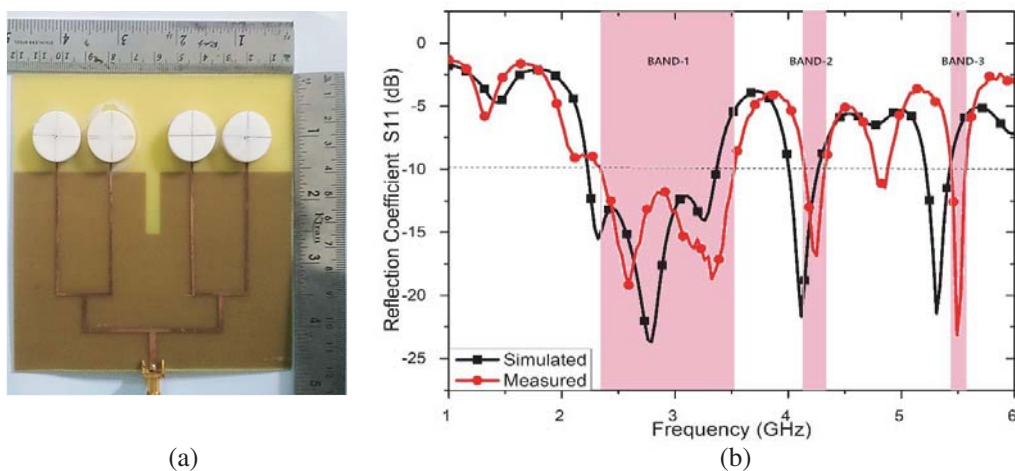 BAND-1
BAND-2
BAND-3
Reflection Coefficient S11 (dB)
0
-5
-10
-15
-20
-25
Simulated
Measured
1
2
3
4
5
6
Frequency (GHz)
(a)
(b)